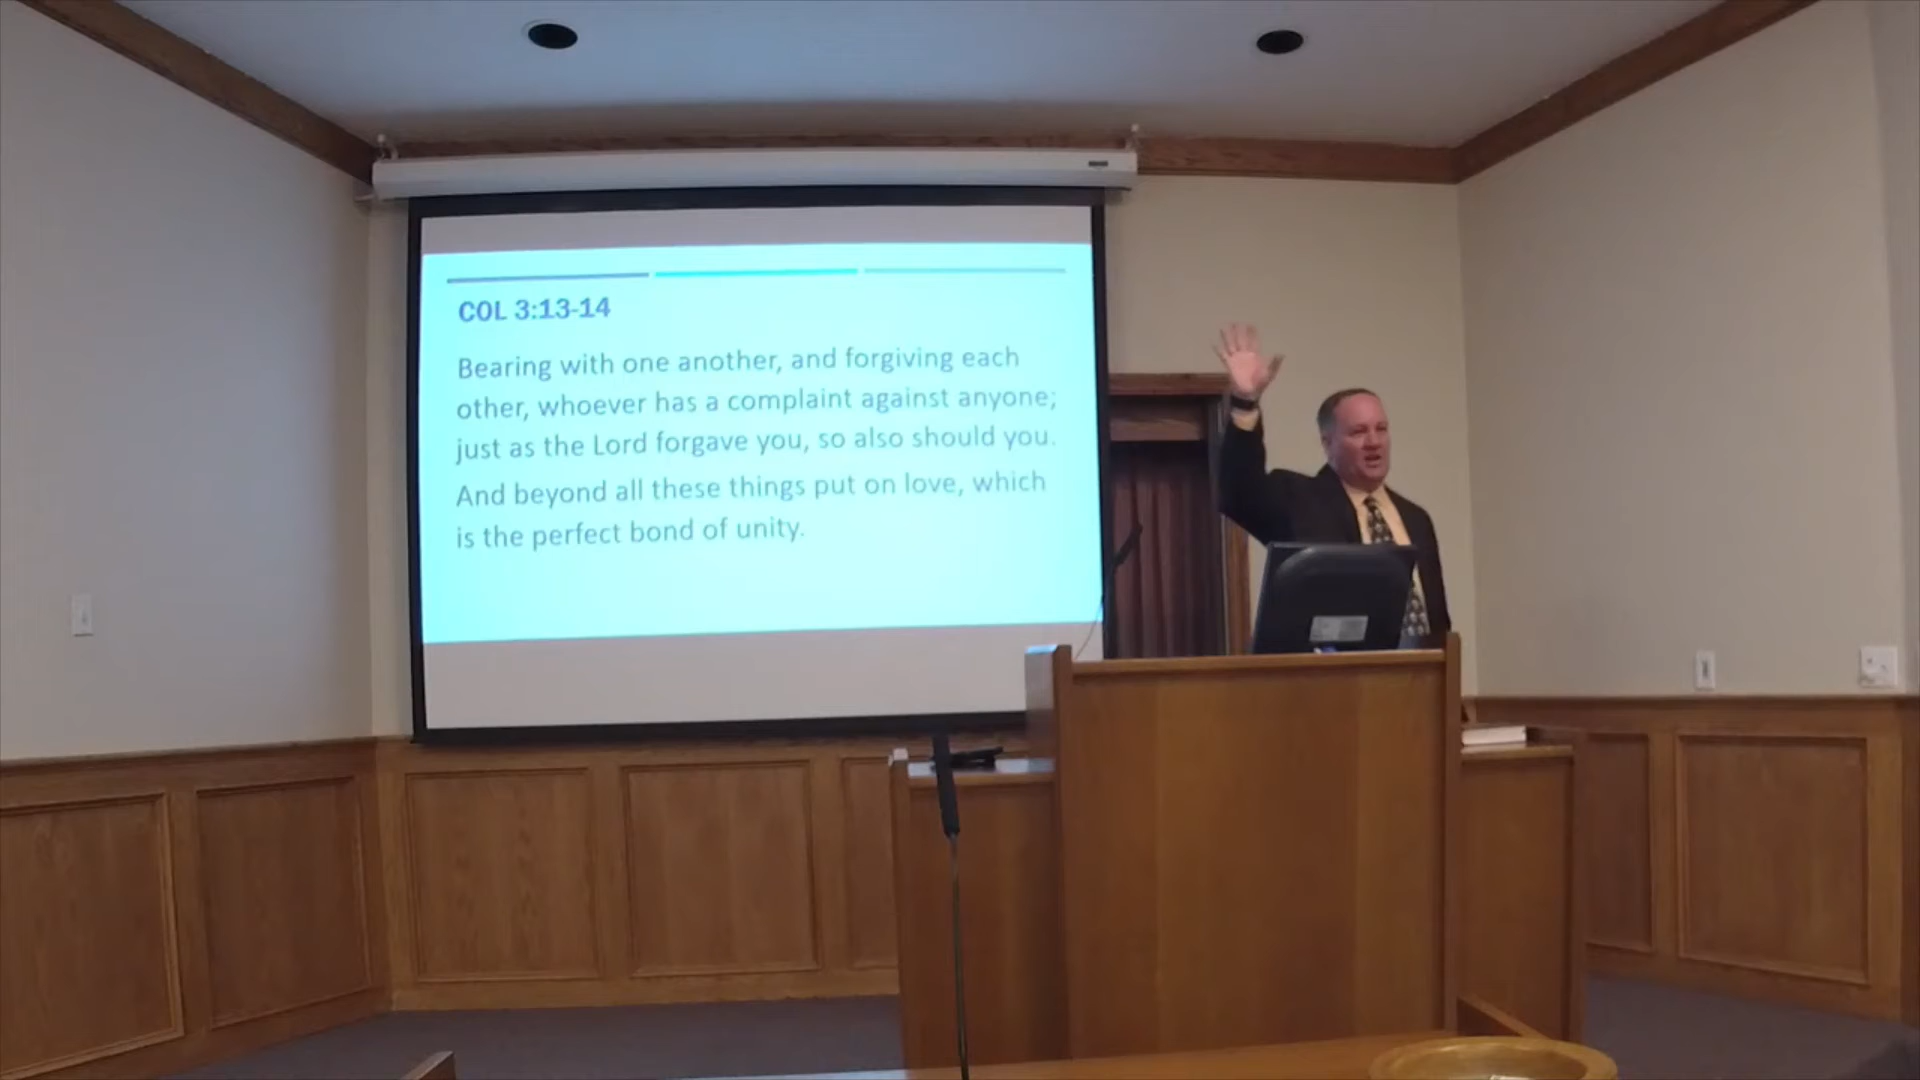 COL 3:13-14
Bearing with one another, and forgiving each
other, whoever has a complaint against anyone;
just as the Lord forgave you, so also should you.
And beyond all these things put on love, which
is the perfect bond of unity.